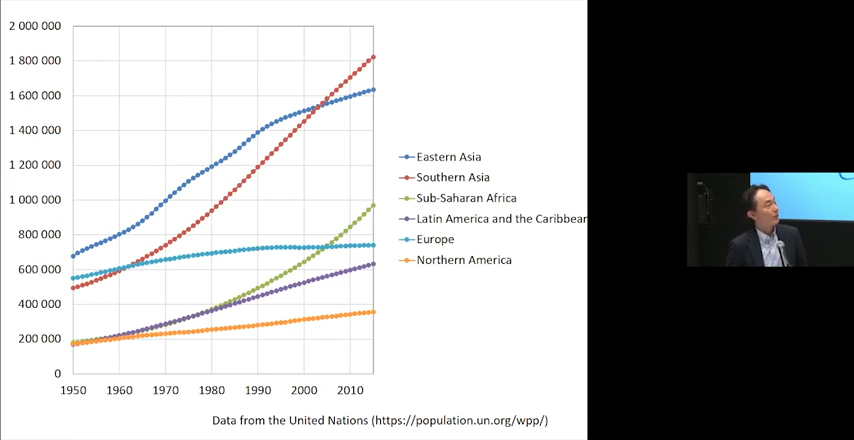 2 000 000
1 800 000
1 600 000
1 400 000
1 200 000
1 000 000
800 000
600 000
400 000
200 000
0
1950 1960 1970 1980 1990 2000 2010
Eastern Asia
Southern Asia
Sub-Saharan Africa
Latin America and the Caribbean
Europe
Northern America
Data from the United Nations (https://population.un.org/wpp/)